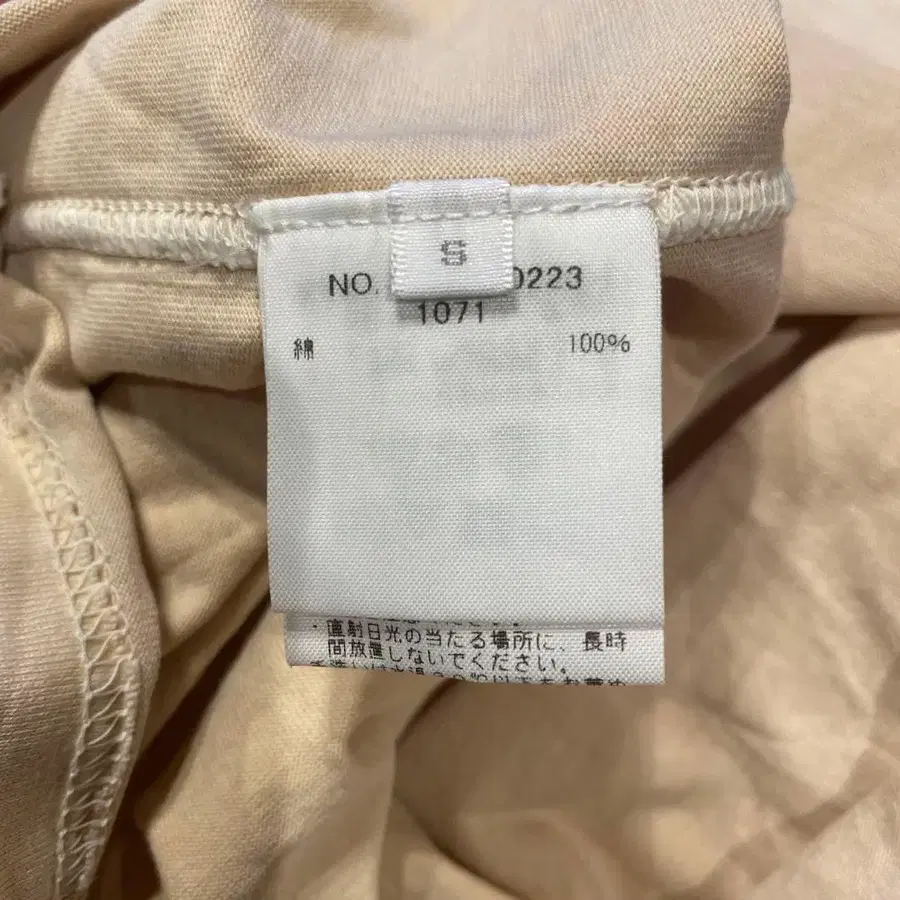 S
NO. 0223
1071
綿 100%
・直射日光の当たる場所に、長時
間放置しないでください。